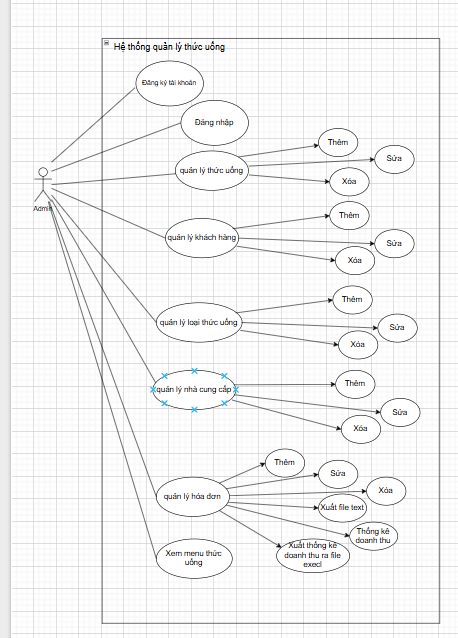 Hệ thống quản lý thức uống
Đăng ký tài khoản
Đăng nhập
Thêm
Sửa
quản lý thức uống
Xóa
Admin
Thêm
quản lý khách hàng
Sửa
Xóa
Thêm
quản lý loại thức uống
Sửa
Xóa
Thêm
quản lý nhà cung cấp
Sửa
Xóa
Thêm
Sửa
Xóa
quản lý hóa đơn
Xuất file text
Thống kê
doanh thu
Xem menu thức
uống
Xuất thống kê
doanh thu ra file
execl